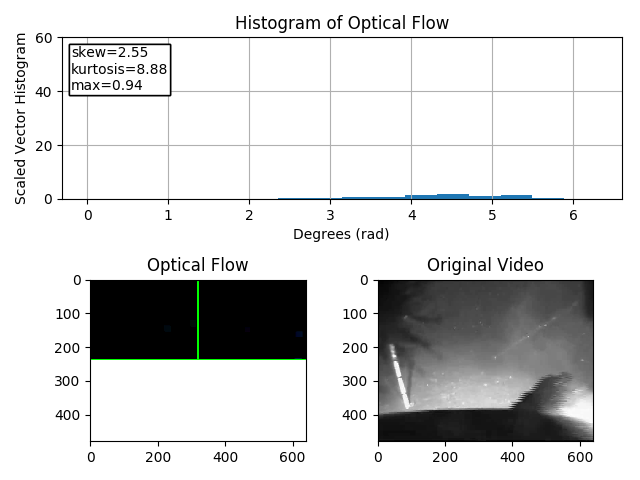 Histogram of Optical Flow
Scaled Vector Histogram
60
40
20
0
skew=2.55
kurtosis=8.88
max=0.94
0 1 2 3 4 5 6
Degrees (rad)
Optical Flow
0
100
200
300
400
0 200 400 600
Original Video
0
100
200
300
400
0 200 400 600